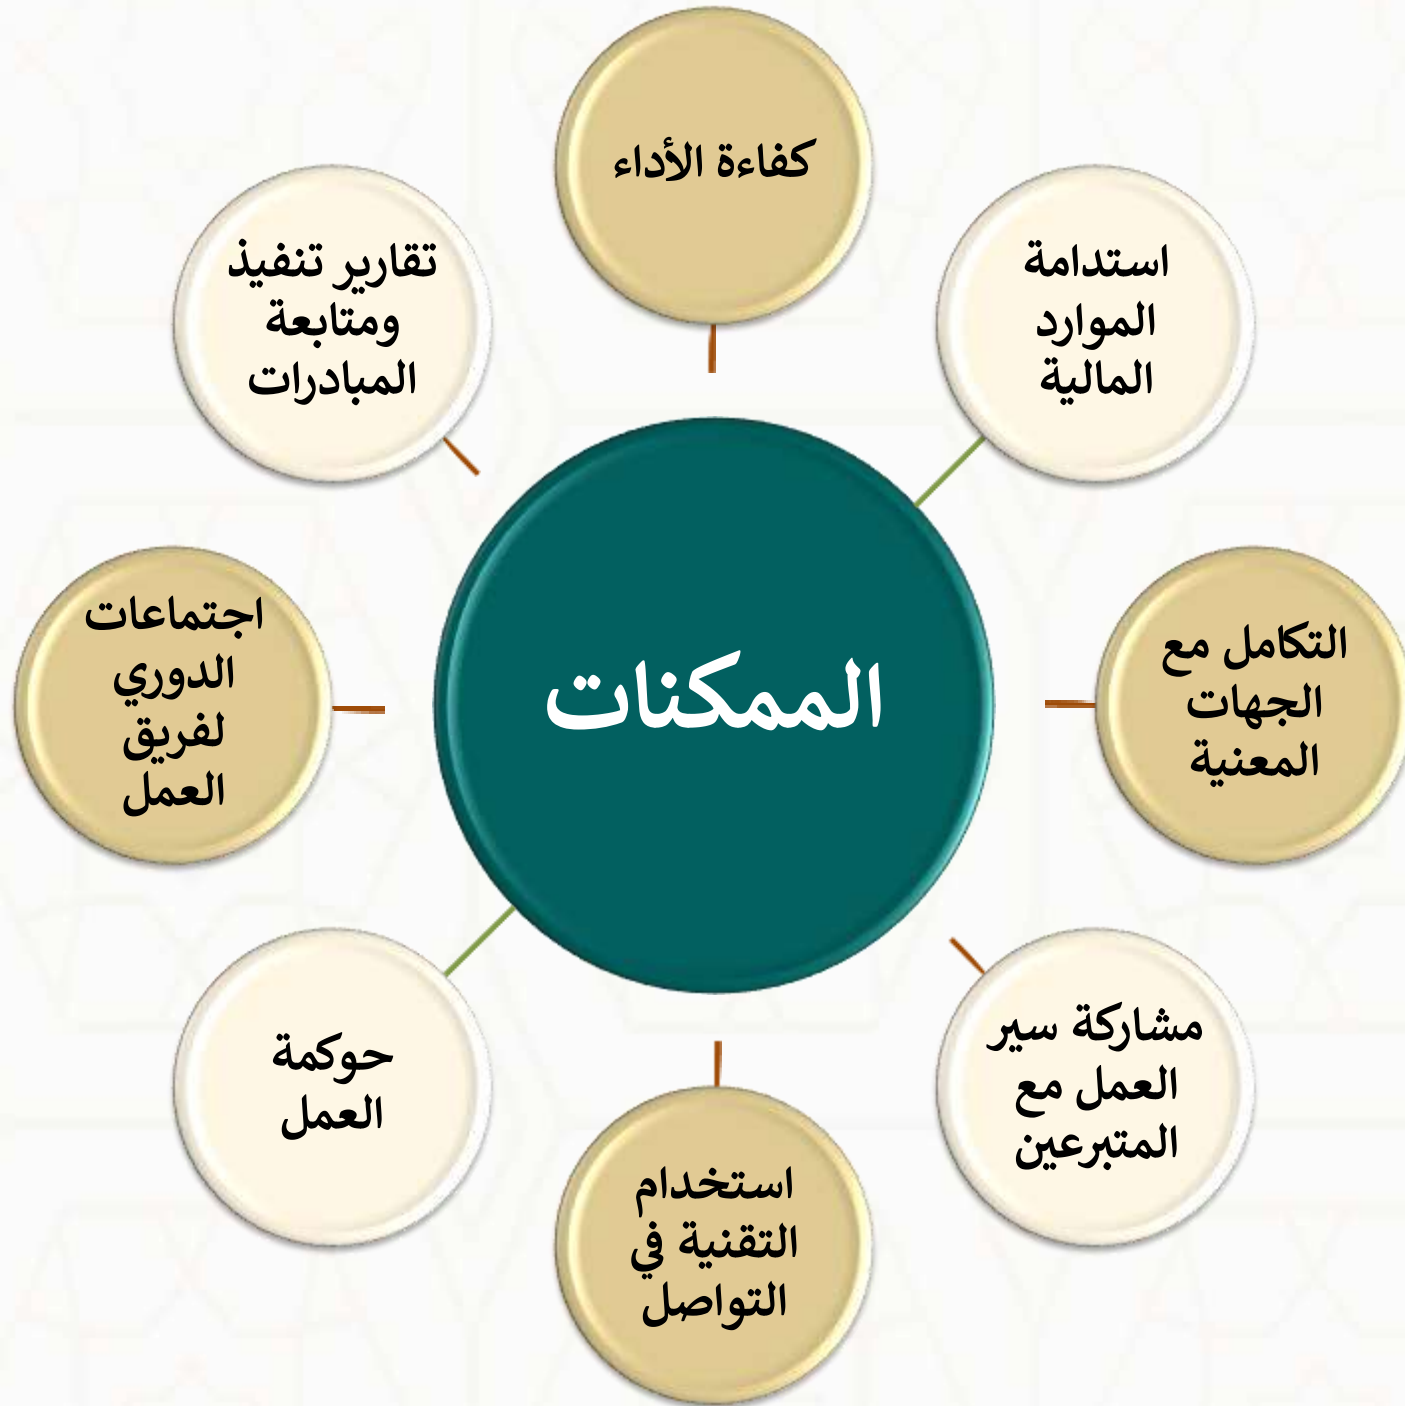 كفاءة الأداء
استدامة
الموارد
المالية
التكامل مع
الجهات
المعنية
مشاركة سير
العمل مع
المتبرعين
استخدام
التقنية في
التواصل
حوكمة
العمل
اجتماعات
الدوري
لفريق
العمل
تقارير تنفيذ
ومتابعة
المبادرات
الممكنات